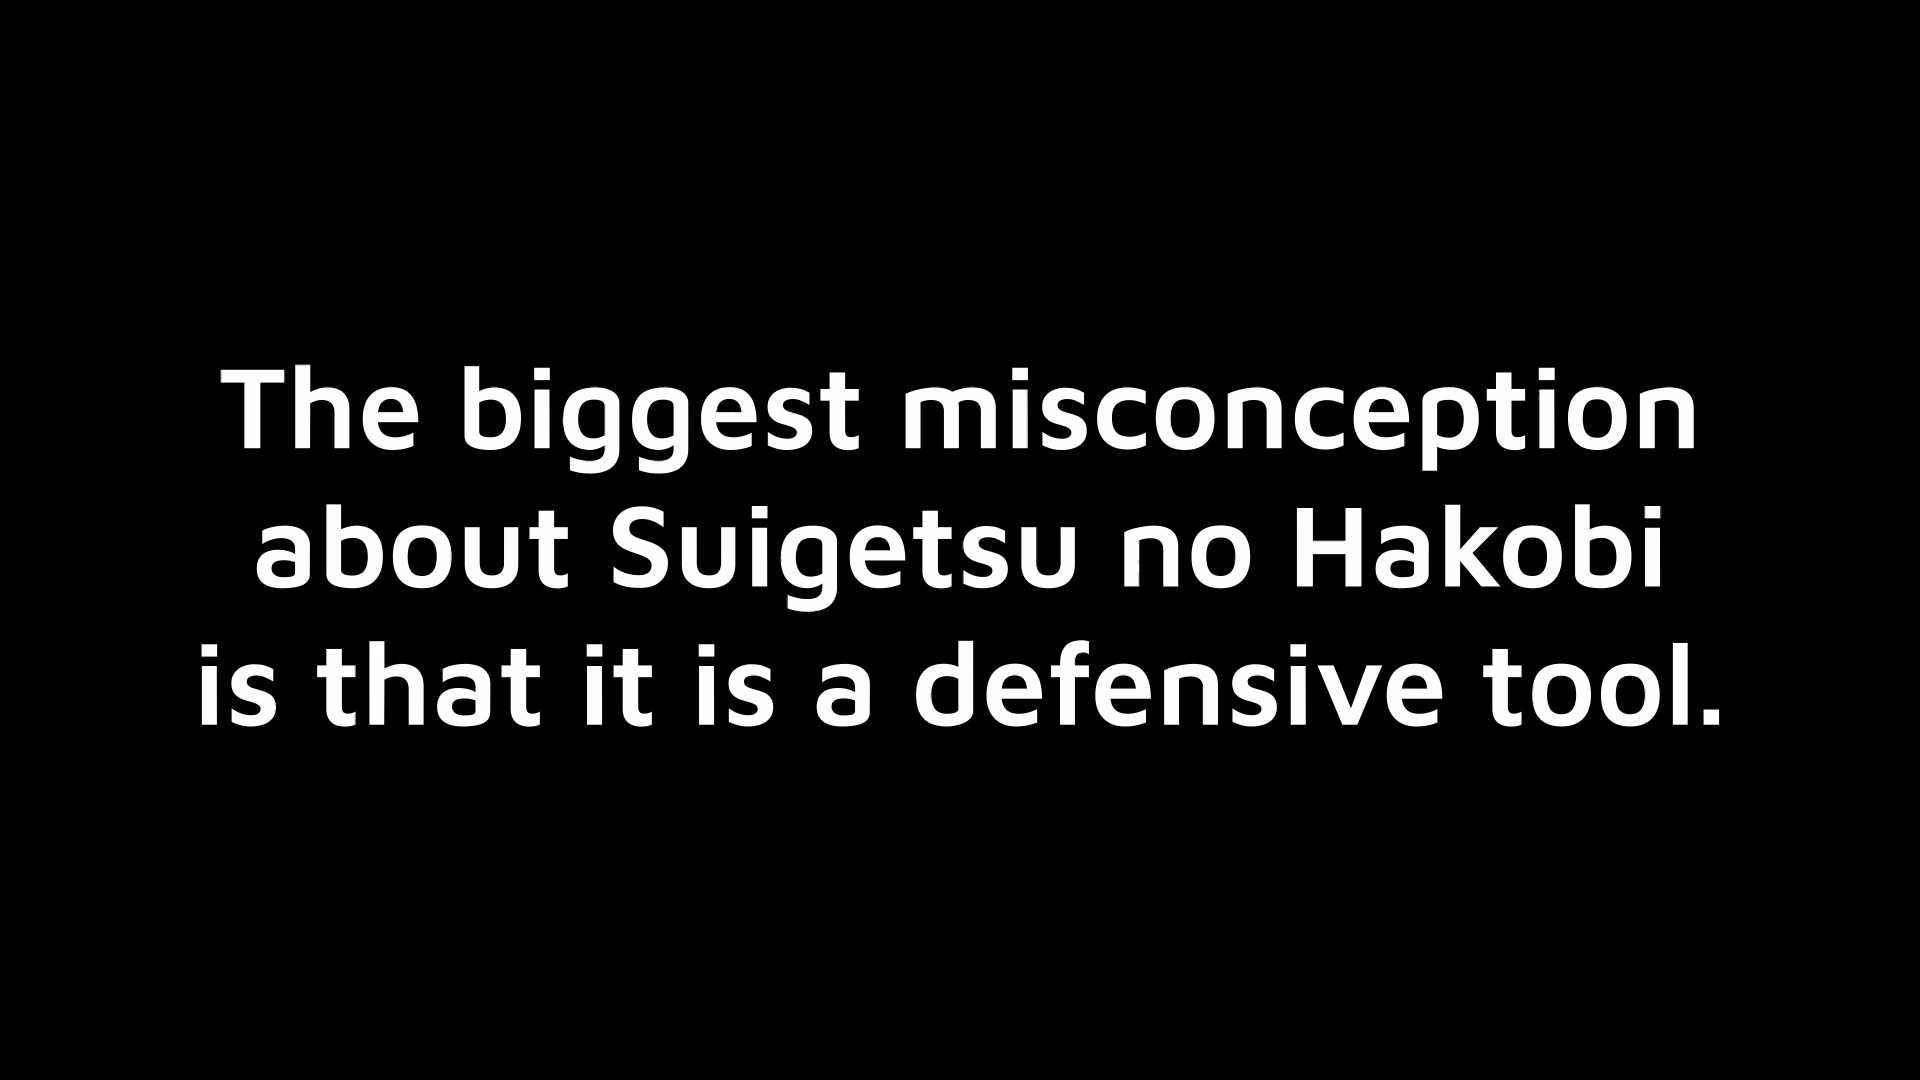 The biggest misconception
about Suigetsu no Hakobi
is that it is a defensive tool.